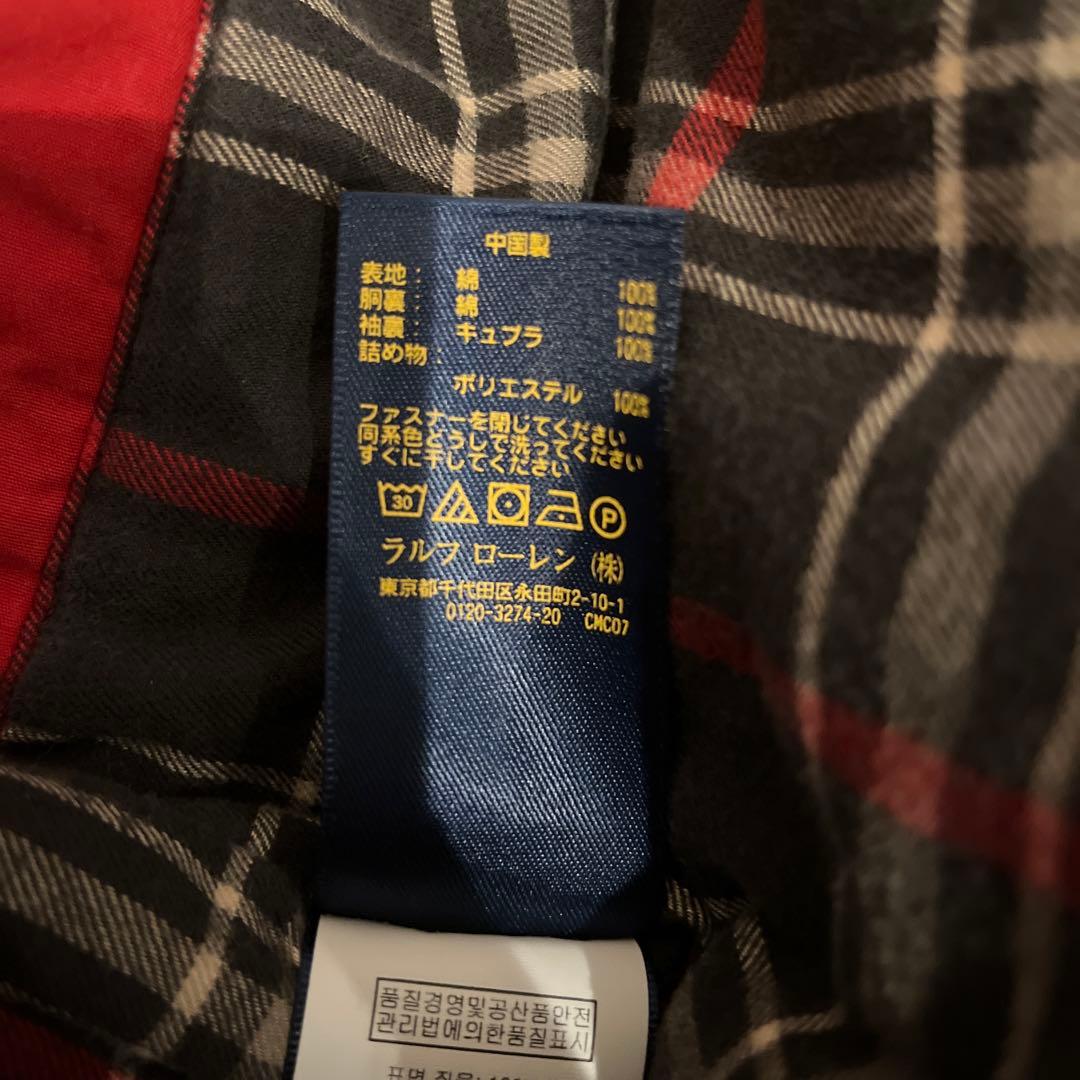 中国製
表地： 綿 100%
胴裏： 綿 100%
袖裏： キュプラ 100%
詰め物：
ポリエステル 100%
ファスナーを閉じてください
同系色どうしで洗ってください
すぐに干してください
30 P
ラルフ ローレン (株)
東京都千代田区永田町2-10-1
0120-3274-20 CMC07
품질경영및공산품안전
관리법에의한품질표시
표면 직물: